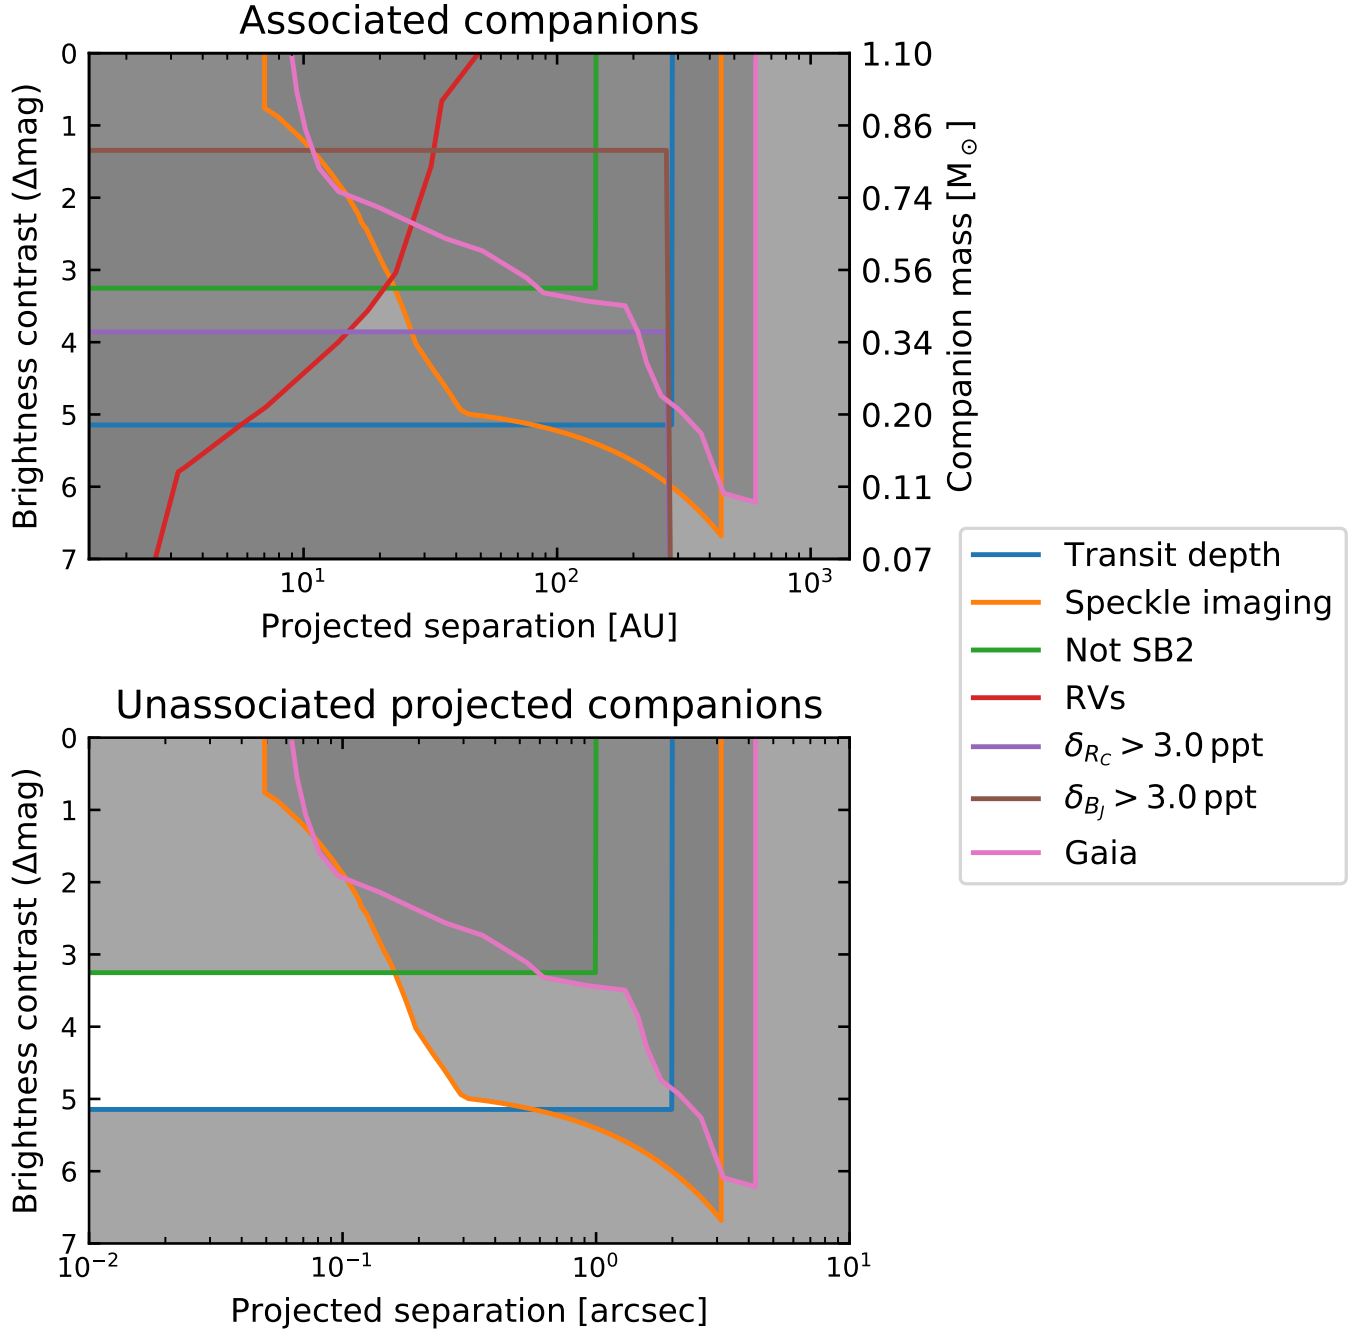 Associated companions
0
1
2
3
4
5
6
7
Brightness contrast (Δmag)
1.10
0.86
0.74
0.56
0.34
0.20
0.11
0.07
Companion mass [M⊙]
10¹ 10² 10³
Projected separation [AU]
Transit depth
Speckle imaging
Not SB2
RVs
δ_{R_C} > 3.0 ppt
δ_{B_J} > 3.0 ppt
Gaia
Unassociated projected companions
0
1
2
3
4
5
6
7
Brightness contrast (Δmag)
10⁻² 10⁻¹ 10⁰ 10¹
Projected separation [arcsec]